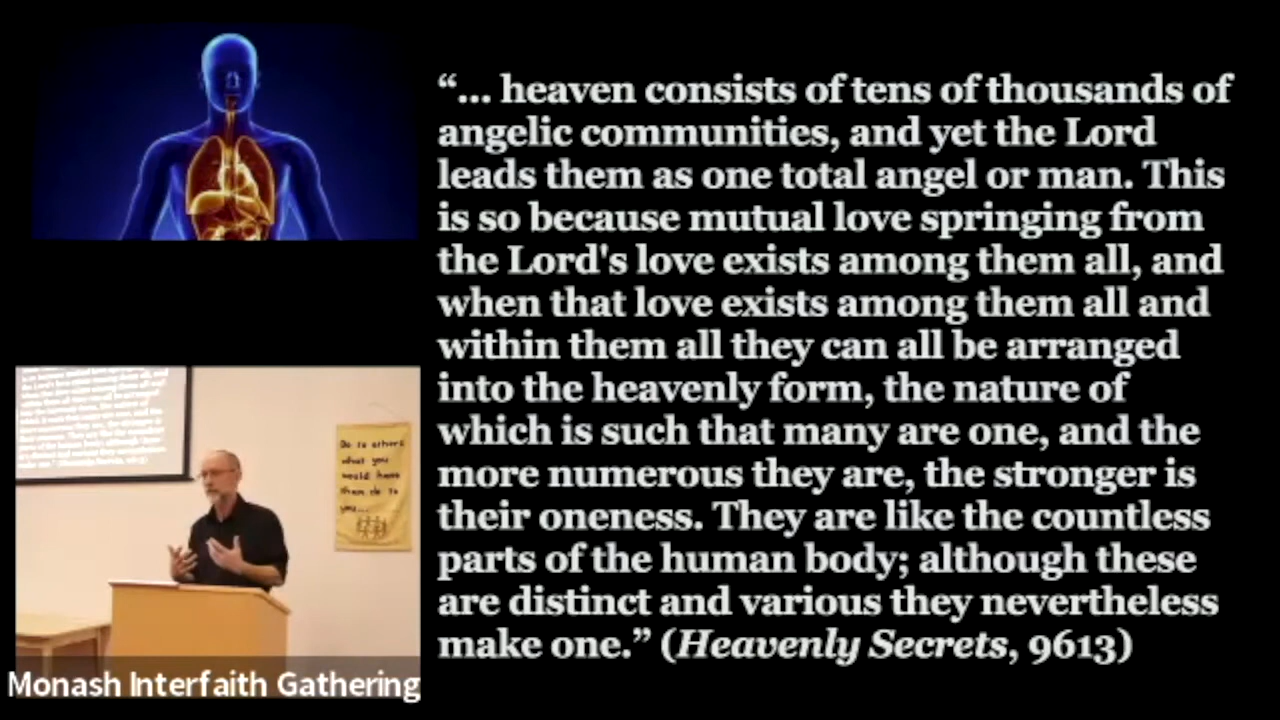 “... heaven consists of tens of thousands of
angelic communities, and yet the Lord
leads them as one total angel or man. This
is so because mutual love springing from
the Lord's love exists among them all, and
when that love exists among them all and
within them all they can all be arranged
into the heavenly form, the nature of
which is such that many are one, and the
more numerous they are, the stronger is
their oneness. They are like the countless
parts of the human body; although these
are distinct and various they nevertheless
make one.” (Heavenly Secrets, 9613)
Do to others
what you
would have
them do to
you...
Monash Interfaith Gathering